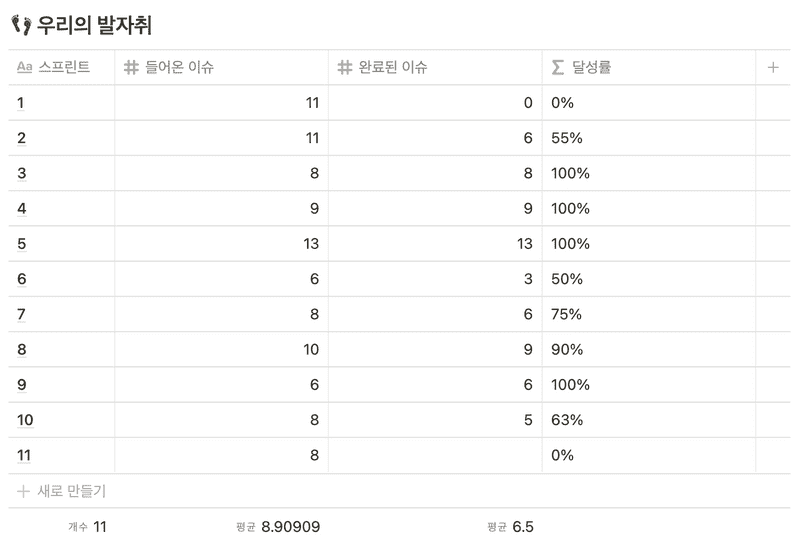 👣 우리의 발자취
Aa 스프린트 # 들어온 이슈 # 완료된 이슈 Σ 달성률 +
1 11 0 0%
2 11 6 55%
3 8 8 100%
4 9 9 100%
5 13 13 100%
6 6 3 50%
7 8 6 75%
8 10 9 90%
9 6 6 100%
10 8 5 63%
11 8 0%
+ 새로 만들기
개수 11 평균 8.90909 평균 6.5